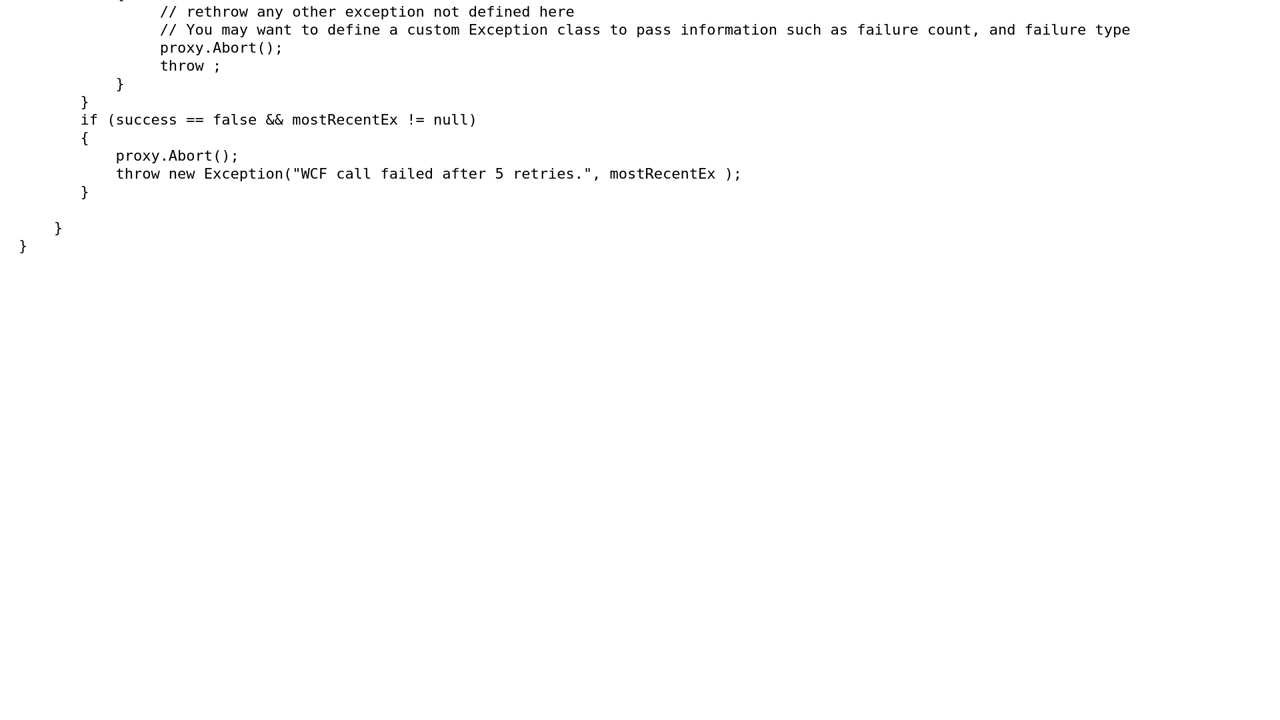 {
// rethrow any other exception not defined here
// You may want to define a custom Exception class to pass information such as failure count, and failure type
proxy.Abort();
throw ;
}
}
if (success == false && mostRecentEx != null)
{
proxy.Abort();
throw new Exception("WCF call failed after 5 retries.", mostRecentEx );
}
}
}